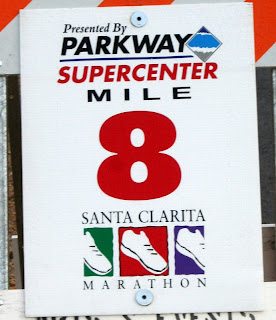 Presented By
PARKWAY
SUPERCENTER
MILE
8
SANTA CLARITA
MARATHON